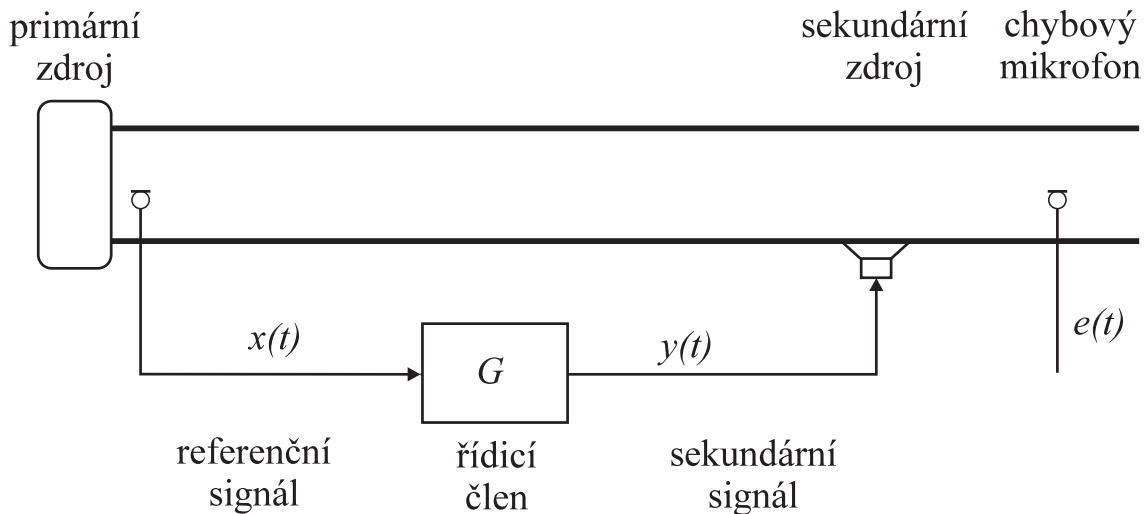 primární
zdroj
sekundární
zdroj
chybový
mikrofon
x(t)
G
y(t)
e(t)
referenční
signál
řídicí
člen
sekundární
signál